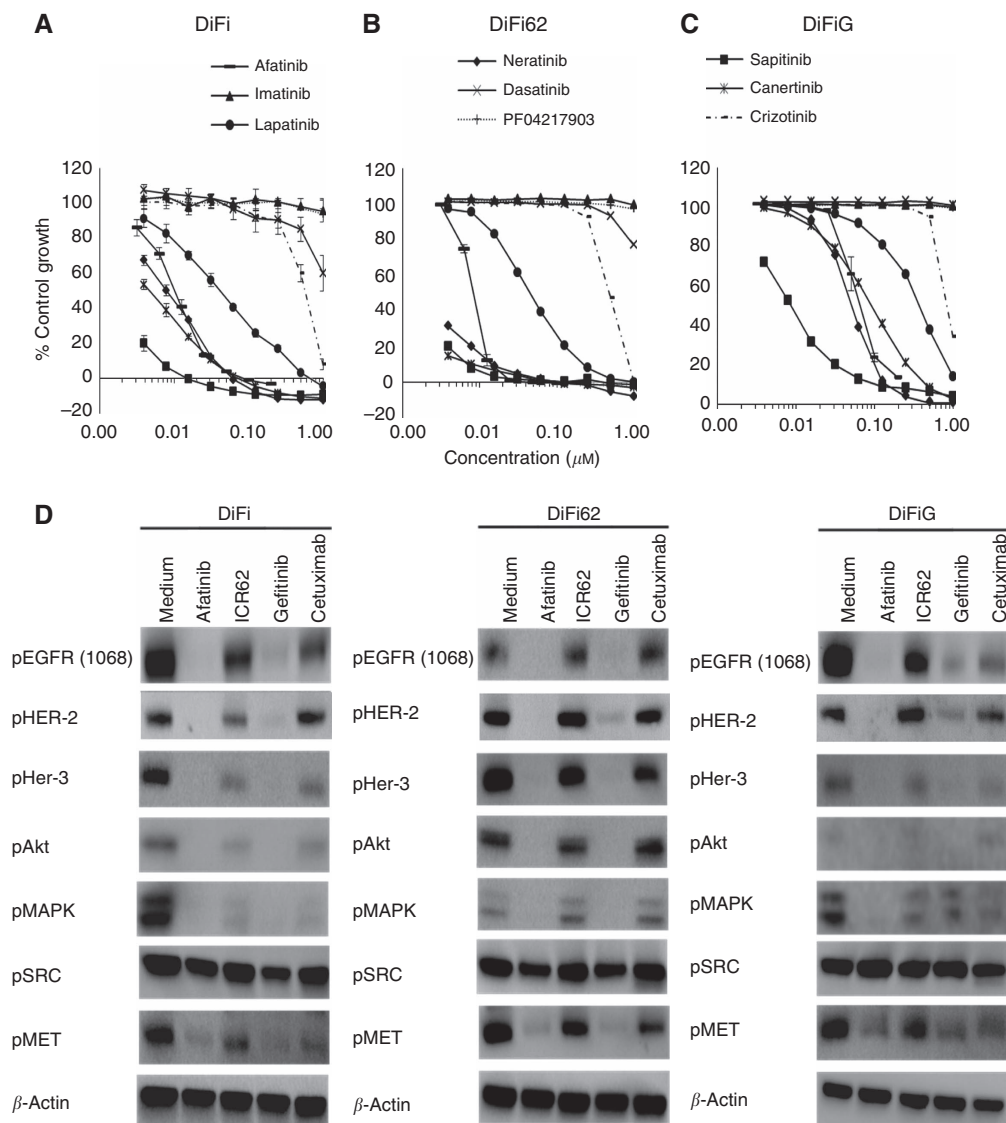 A DiFi
Afatinib
Imatinib
Lapatinib
B DiFi62
Neratinib
Dasatinib
PF04217903
C DiFiG
Sapitinib
Canertinib
Crizotinib
% Control growth
120
100
80
60
40
20
0
–20
0.00 0.01 0.10 1.00
120
100
80
60
40
20
0
–20
0.00 0.01 0.10 1.00
120
100
80
60
40
20
0
0.00 0.01 0.10 1.00
Concentration (μM)
D DiFi
Medium Afatinib ICR62 Gefitinib Cetuximab
pEGFR (1068)
pHER-2
pHer-3
pAkt
pMAPK
pSRC
pMET
β-Actin
DiFi62
Medium Afatinib ICR62 Gefitinib Cetuximab
pEGFR (1068)
pHER-2
pHer-3
pAkt
pMAPK
pSRC
pMET
β-Actin
DiFiG
Medium Afatinib ICR62 Gefitinib Cetuximab
pEGFR (1068)
pHER-2
pHer-3
pAkt
pMAPK
pSRC
pMET
β-Actin